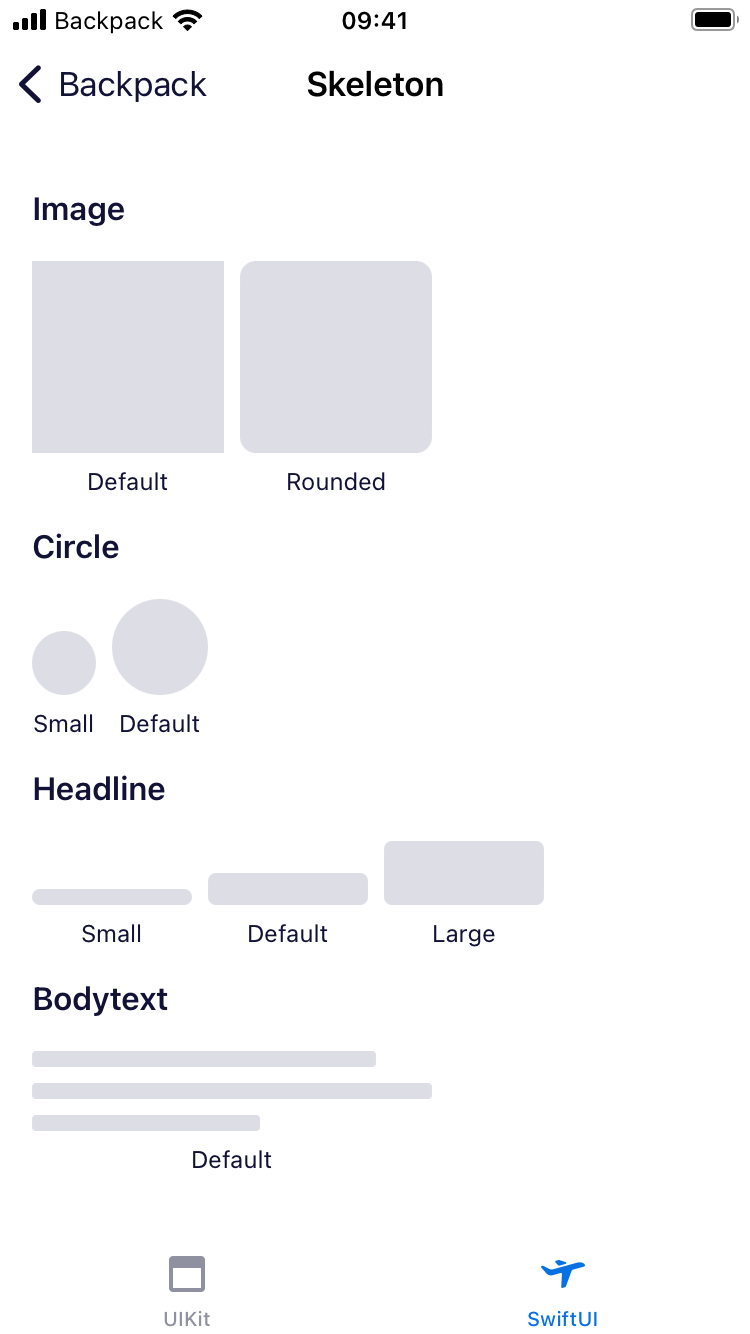 Backpack 09:41
Backpack Skeleton
Image
Default Rounded
Circle
Small Default
Headline
Small Default Large
Bodytext
Default
UIKit SwiftUI